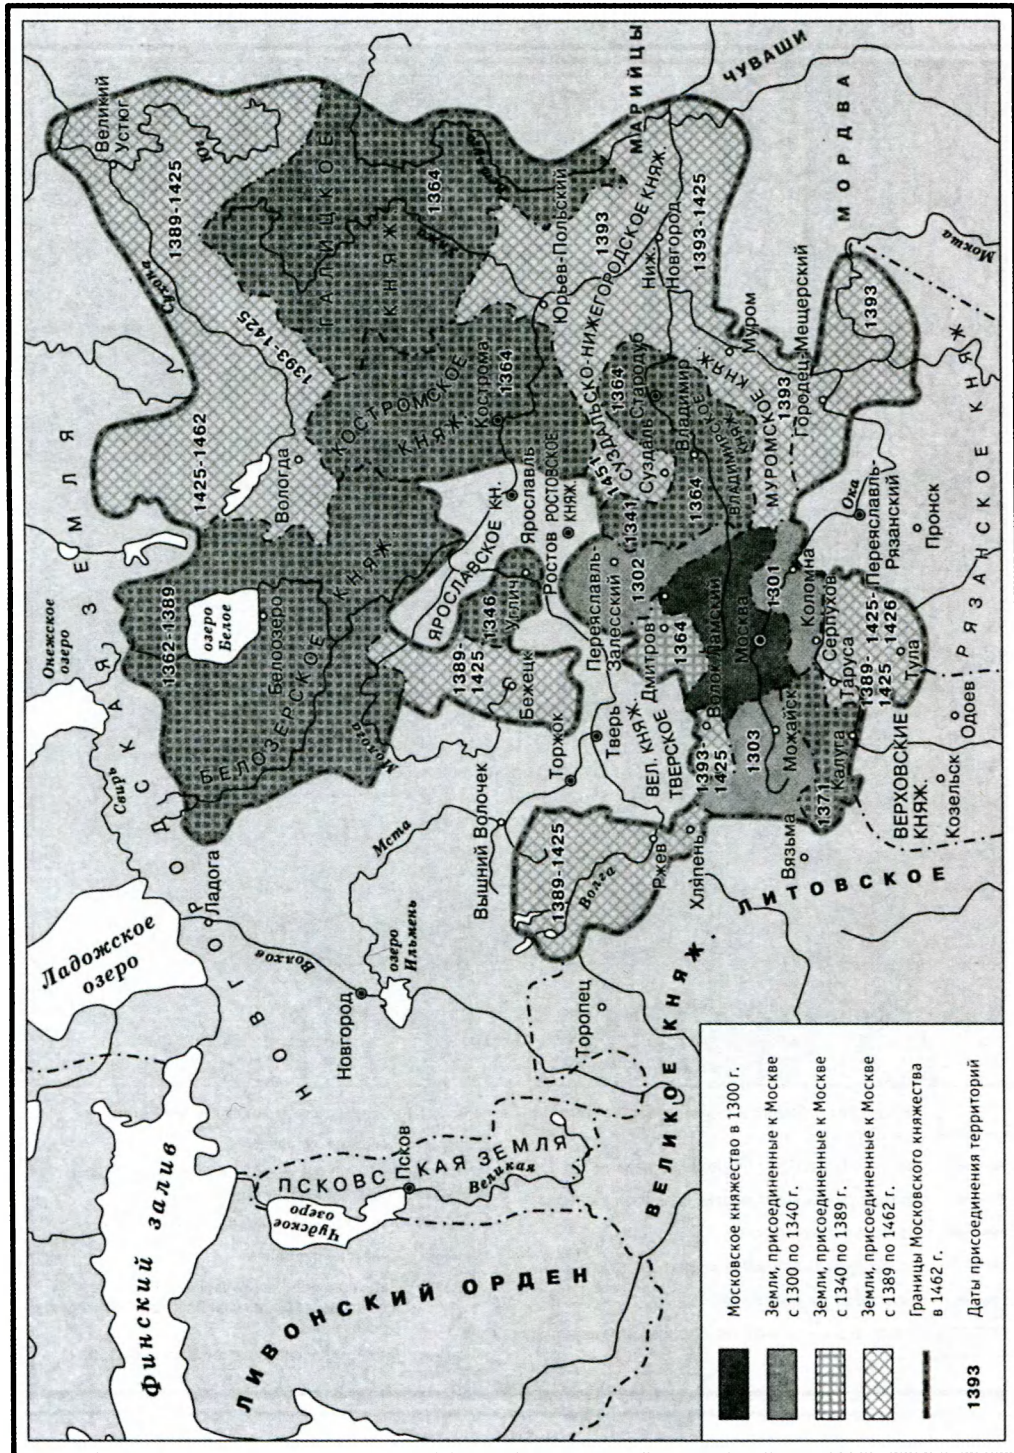 Финский залив
Ладожское
озеро
Онежское
озеро
НОВГОРОДСКАЯ ЗЕМЛЯ
Свирь
Ладога
Волхов
Новгород
озеро
Ильмень
Мста
Вышний Волочек
Торжок
ЛИВОНСКИЙ ОРДЕН
Чудское
озеро
ПСКОВСКАЯ ЗЕМЛЯ
Псков
Великая
Торопец
ВЕЛИКОЕ КНЯЖ.
ЛИТОВСКОЕ
1362-1389
озеро
Белое
Белоозеро
БЕЛОЗЕРСКОЕ КНЯЖ.
Молога
Великий
Устюг
Юг
Сухона
1389-1425
1393-1425
1425-1462
Вологда
ГАЛИЦКОЕ
КНЯЖ.
1364
Ветлуга
Унжа
КОСТРОМСКОЕ
КНЯЖ.
Кострома
1364
ЯРОСЛАВСКОЕ КН.
Ярославль
РОСТОВСКОЕ
КНЯЖ.
Ростов
1346
Углич
1389-
1425
Бежецк
Тверь
ВЕЛ. КНЯЖ.
ТВЕРСКОЕ
1389-1425
Волга
Ржев
Хлепень
Вязьма
Юрьев-Польский
МАРИЙЦЫ
ЧУВАШИ
МОРДВА
1393
СУЗДАЛЬСКО-НИЖЕГОРОДСКОЕ КНЯЖ.
Ниж.
Новгород
1393-1425
1451
Суздаль
1364
Стародуб
Владимир
ВЛАДИМИРСКОЕ
ВЛАДИМИРСКОЕ
КНЯЖ.
1364
1341
Муром
МУРОМСКОЕ КНЯЖ.
1393
Городец-Мещерский
1393
Мокша
Переяславль-
Залесский
1302
Дмитров
1364
Волок Ламский
1393-
1425
Москва
1301
Коломна
1303
Можайск
Серпухов
Таруса
1389-
1425
1425-
1426
Тула
1371
Калуга
ВЕРХОВСКИЕ
КНЯЖ.
Козельск
Одоев
Ока
Переяславль-
Рязанский
Пронск
РЯЗАНСКОЕ КНЯЖ.
Московское княжество в 1300 г.
Земли, присоединенные к Москве
с 1300 по 1340 г.
Земли, присоединенные к Москве
с 1340 по 1389 г.
Земли, присоединенные к Москве
с 1389 по 1462 г.
Границы Московского княжества
в 1462 г.
1393
Даты присоединения территорий